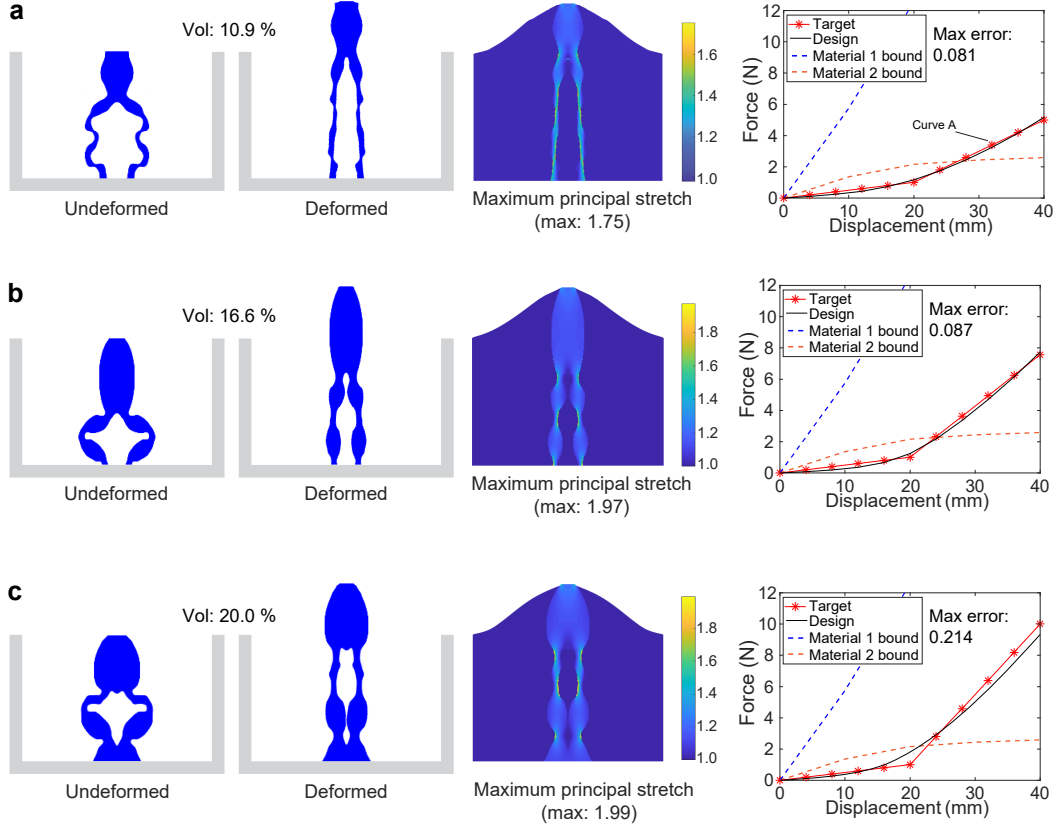 a
Vol: 10.9 %
Undeformed
Deformed
1.6
1.4
1.2
1.0
Maximum principal stretch
(max: 1.75)
Force (N)
12
10
8
6
4
2
0
Target
Design
Material 1 bound
Material 2 bound
Max error:
0.081
Curve A
0
10
20
30
40
Displacement (mm)
b
Vol: 16.6 %
Undeformed
Deformed
1.8
1.6
1.4
1.2
1.0
Maximum principal stretch
(max: 1.97)
Force (N)
12
10
8
6
4
2
0
Target
Design
Material 1 bound
Material 2 bound
Max error:
0.087
0
10
20
30
40
Displacement (mm)
c
Vol: 20.0 %
Undeformed
Deformed
1.8
1.6
1.4
1.2
1.0
Maximum principal stretch
(max: 1.99)
Force (N)
12
10
8
6
4
2
0
Target
Design
Material 1 bound
Material 2 bound
Max error:
0.214
0
10
20
30
40
Displacement (mm)